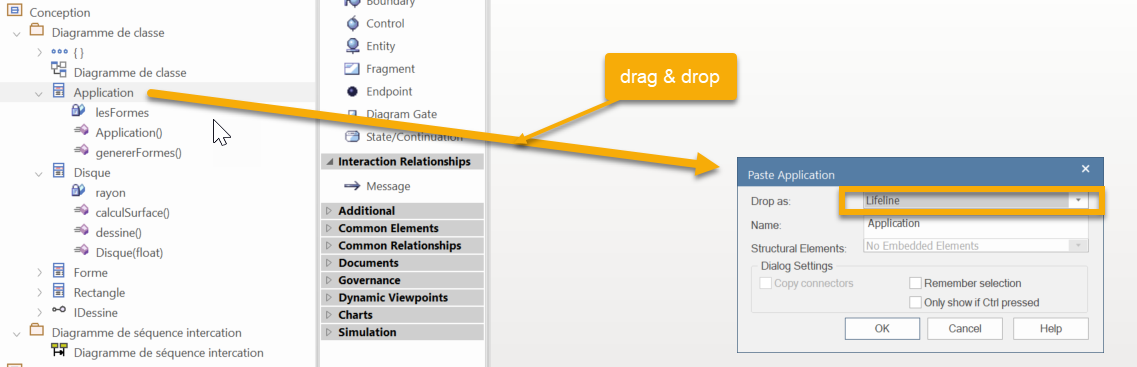 Conception
Diagramme de classe
{ }
Diagramme de classe
Application
lesFormes
Application()
genererFormes()
Disque
rayon
calculSurface()
dessine()
Disque(float)
Forme
Rectangle
IDessine
Diagramme de séquence intercation
Diagramme de séquence intercation
Boundary
Control
Entity
Fragment
Endpoint
Diagram Gate
State/Continuation
Interaction Relationships
Message
Additional
Common Elements
Common Relationships
Documents
Governance
Dynamic Viewpoints
Charts
Simulation
drag & drop
Paste Application
Drop as: Lifeline
Name: Application
Structural Elements: No Embedded Elements
Dialog Settings
Copy connectors Remember selection
Only show if Ctrl pressed
OK Cancel Help